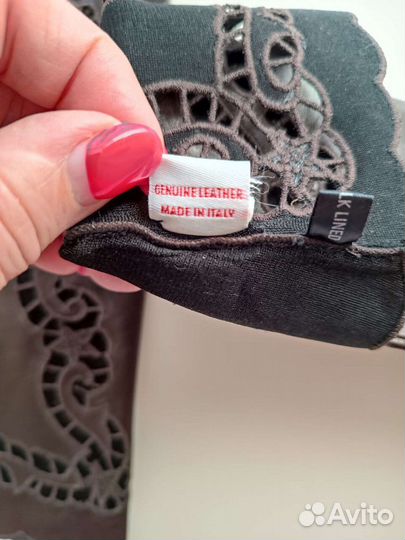 GENUINE LEATHER
MADE IN ITALY
LK LINED
Avito